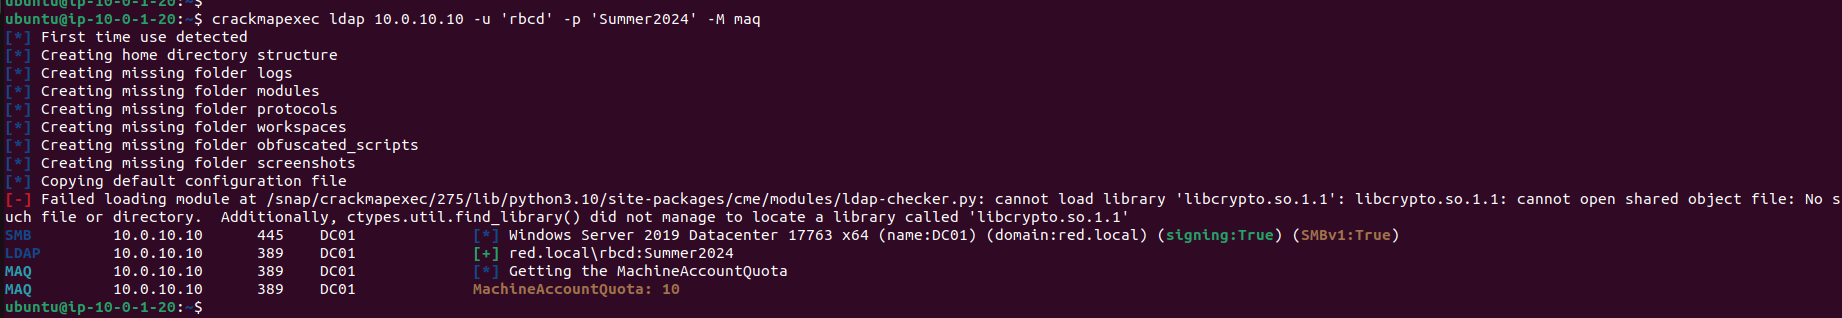 ubuntu@ip-10-0-1-20:~$
ubuntu@ip-10-0-1-20:~$ crackmapexec ldap 10.0.10.10 -u 'rbcd' -p 'Summer2024' -M maq
[*] First time use detected
[*] Creating home directory structure
[*] Creating missing folder logs
[*] Creating missing folder modules
[*] Creating missing folder protocols
[*] Creating missing folder workspaces
[*] Creating missing folder obfuscated_scripts
[*] Creating missing folder screenshots
[*] Copying default configuration file
[-] Failed loading module at /snap/crackmapexec/275/lib/python3.10/site-packages/cme/modules/ldap-checker.py: cannot load library 'libcrypto.so.1.1': libcrypto.so.1.1: cannot open shared object file: No s
uch file or directory.  Additionally, ctypes.util.find_library() did not manage to locate a library called 'libcrypto.so.1.1'
SMB         10.0.10.10      445    DC01             [*] Windows Server 2019 Datacenter 17763 x64 (name:DC01) (domain:red.local) (signing:True) (SMBv1:True)
LDAP        10.0.10.10      389    DC01             [+] red.local\rbcd:Summer2024
MAQ         10.0.10.10      389    DC01             [*] Getting the MachineAccountQuota
MAQ         10.0.10.10      389    DC01             MachineAccountQuota: 10
ubuntu@ip-10-0-1-20:~$